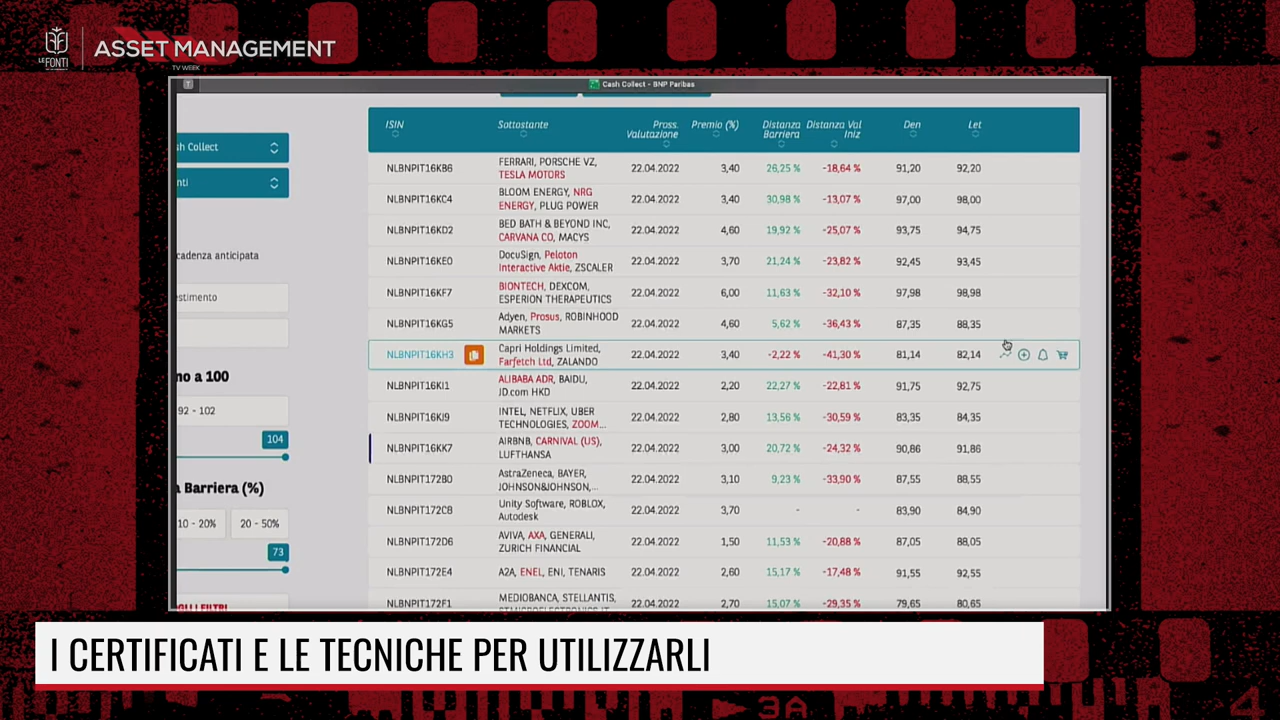 LE FONTI
ASSET MANAGEMENT
TV WEEK
T
Cash Collect - BNP Paribas
ISIN Sottostante Pross. Valutazione Premio (%) Distanza Barriera Distanza Val Iniz Den Let
sh Collect
nti
cadenza anticipata
estimento
no a 100
92 - 102
104
a Barriera (%)
10 - 20% 20 - 50%
73
NLBNPIT16KB6 FERRARI, PORSCHE VZ, TESLA MOTORS 22.04.2022 3,40 26,25 % -18,64 % 91,20 92,20
NLBNPIT16KC4 BLOOM ENERGY, NRG ENERGY, PLUG POWER 22.04.2022 3,40 30,98 % -13,07 % 97,00 98,00
NLBNPIT16KD2 BED BATH & BEYOND INC, CARVANA CO, MACYS 22.04.2022 4,60 19,92 % -25,07 % 93,75 94,75
NLBNPIT16KE0 DocuSign, Peloton Interactive Aktie, ZSCALER 22.04.2022 3,70 21,24 % -23,82 % 92,45 93,45
NLBNPIT16KF7 BIONTECH, DEXCOM, ESPERION THERAPEUTICS 22.04.2022 6,00 11,63 % -32,10 % 97,98 98,98
NLBNPIT16KG5 Adyen, Prosus, ROBINHOOD MARKETS 22.04.2022 4,60 5,62 % -36,43 % 87,35 88,35
NLBNPIT16KH3 Capri Holdings Limited, Farfetch Ltd, ZALANDO 22.04.2022 3,40 -2,22 % -41,30 % 81,14 82,14
NLBNPIT16KI1 ALIBABA ADR, BAIDU, JD.com HKD 22.04.2022 2,20 22,27 % -22,81 % 91,75 92,75
NLBNPIT16KJ9 INTEL, NETFLIX, UBER TECHNOLOGIES, ZOOM... 22.04.2022 2,80 13,56 % -30,59 % 83,35 84,35
NLBNPIT16KK7 AIRBNB, CARNIVAL (US), LUFTHANSA 22.04.2022 3,00 20,72 % -24,32 % 90,86 91,86
NLBNPIT172B0 AstraZeneca, BAYER, JOHNSON&JOHNSON,... 22.04.2022 3,10 9,23 % -33,90 % 87,55 88,55
NLBNPIT172C8 Unity Software, ROBLOX, Autodesk 22.04.2022 3,70 - - 83,90 84,90
NLBNPIT172D6 AVIVA, AXA, GENERALI, ZURICH FINANCIAL 22.04.2022 1,50 11,53 % -20,88 % 87,05 88,05
NLBNPIT172E4 A2A, ENEL, ENI, TENARIS 22.04.2022 2,60 15,17 % -17,48 % 91,55 92,55
NLBNPIT172F1 MEDIOBANCA, STELLANTIS, 22.04.2022 2,70 15,07 % -29,35 % 79,65 80,65
I CERTIFICATI E LE TECNICHE PER UTILIZZARLI
3A
4